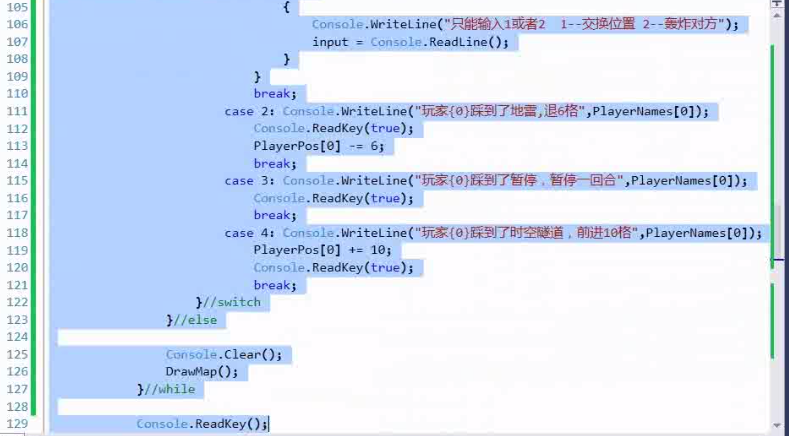 105 {
106 Console.WriteLine("只能输入1或者2  1--交换位置 2--轰炸对方");
107 input = Console.ReadLine();
108 }
109 }
110 break;
111 case 2: Console.WriteLine("玩家{0}踩到了地雷,退6格",PlayerNames[0]);
112 Console.ReadKey(true);
113 PlayerPos[0] -= 6;
114 break;
115 case 3: Console.WriteLine("玩家{0}踩到了暂停，暂停一回合",PlayerNames[0]);
116 Console.ReadKey(true);
117 break;
118 case 4: Console.WriteLine("玩家{0}踩到了时空隧道，前进10格",PlayerNames[0]);
119 PlayerPos[0] += 10;
120 Console.ReadKey(true);
121 break;
122 }//switch
123 }//else
124
125 Console.Clear();
126 DrawMap();
127 }//while
128
129 Console.ReadKey();